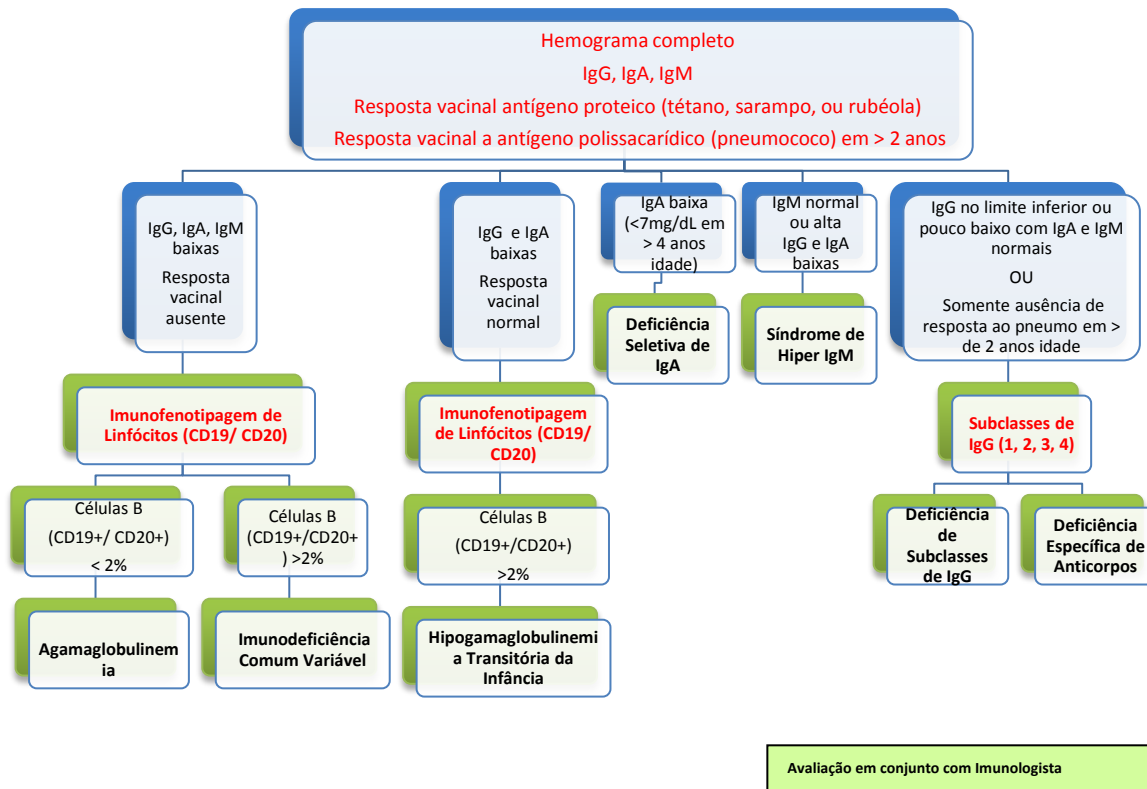 Hemograma completo
IgG, IgA, IgM
Resposta vacinal antígeno proteico (tétano, sarampo, ou rubéola)
Resposta vacinal a antígeno polissacarídico (pneumococo) em > 2 anos
IgG, IgA, IgM
baixas
Resposta
vacinal
ausente
IgG e IgA
baixas
Resposta
vacinal
normal
IgA baixa
(<7mg/dL em
> 4 anos
idade)
IgM normal
ou alta
IgG e IgA
baixas
IgG no limite inferior ou
pouco baixo com IgA e IgM
normais
OU
Somente ausência de
resposta ao pneumo em >
de 2 anos idade
Deficiência
Seletiva de
IgA
Síndrome de
Hiper IgM
Imunofenotipagem de
Linfócitos (CD19/ CD20)
Imunofenotipagem
de Linfócitos (CD19/
CD20)
Subclasses de
IgG (1, 2, 3, 4)
Células B
(CD19+/ CD20+)
< 2%
Células B
(CD19+/CD20+
) >2%
Células B
(CD19+/CD20+)
>2%
Deficiência
de
Subclasses
de IgG
Deficiência
Específica de
Anticorpos
Agamaglobulinem
ia
Imunodeficiência
Comum Variável
Hipogamaglobulinemi
a Transitória da
Infância
Avaliação em conjunto com Imunologista